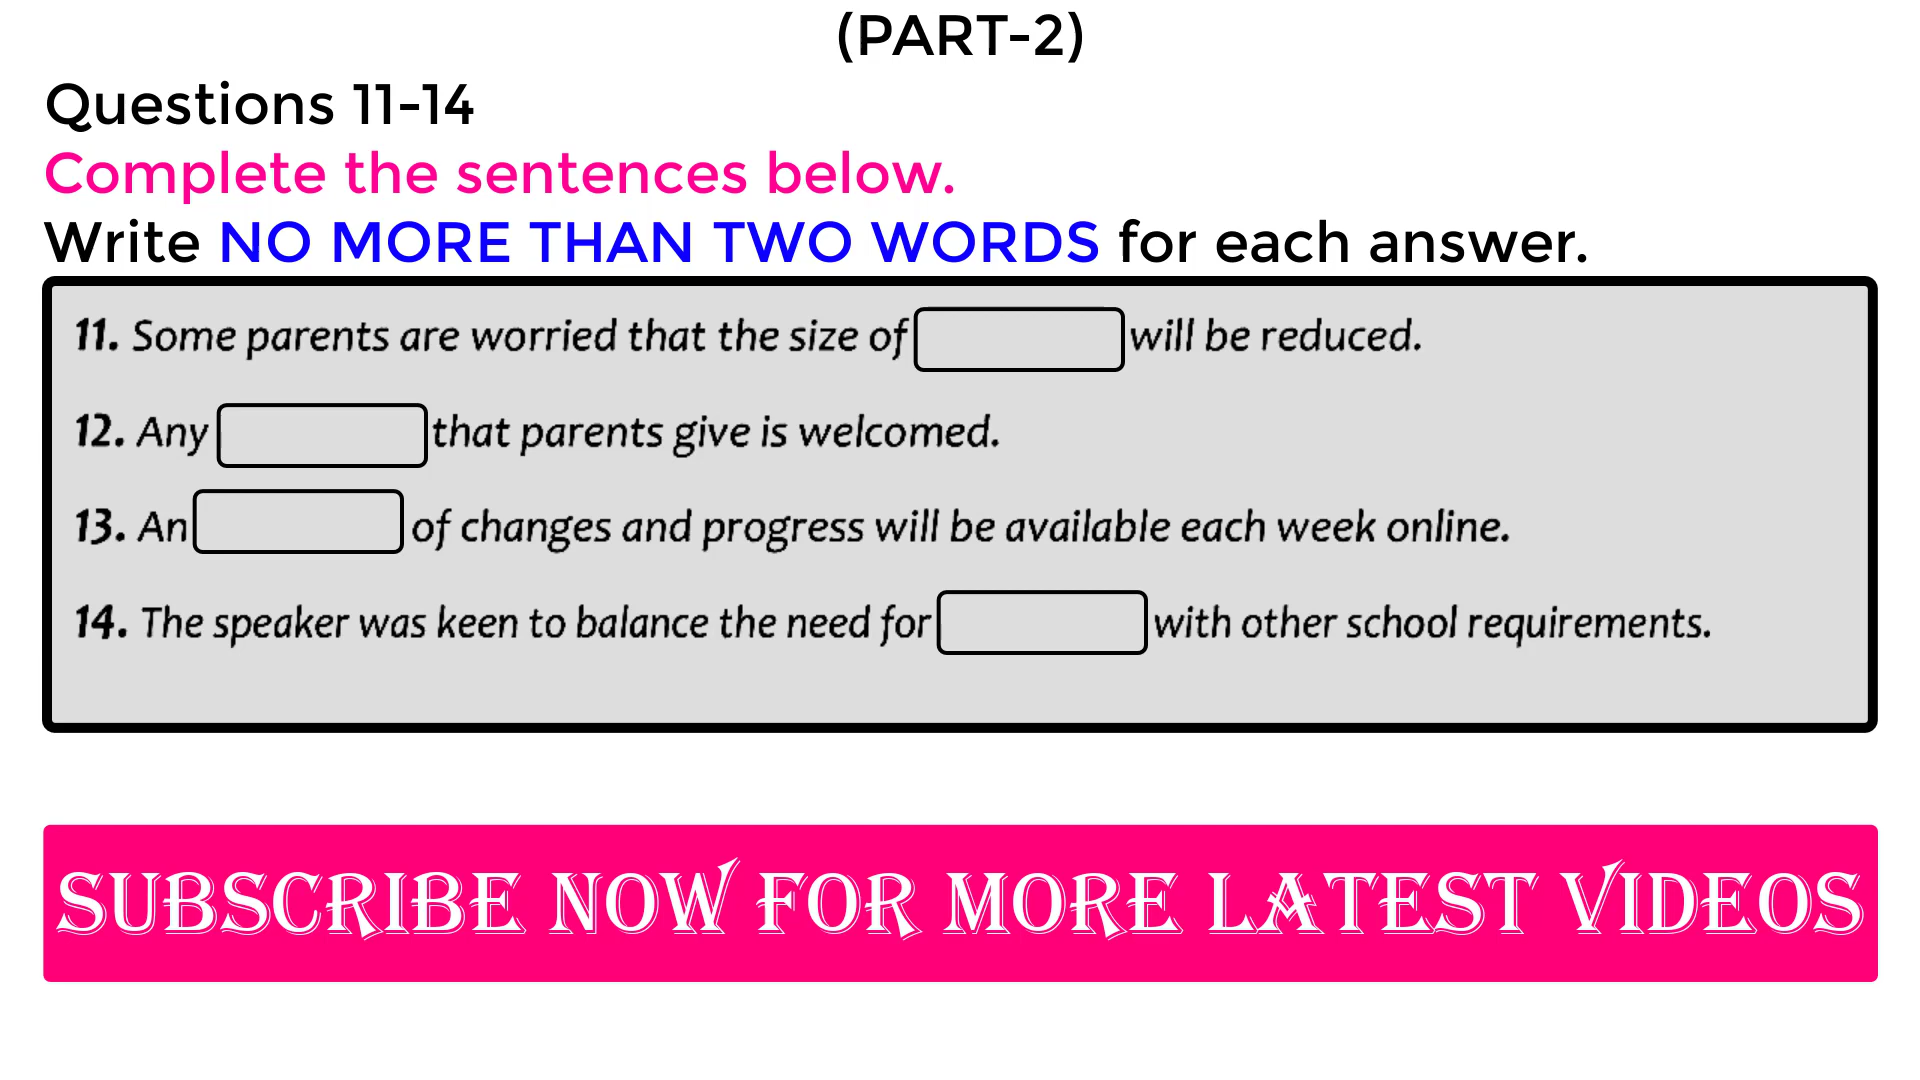 (PART-2)
Questions 11-14
Complete the sentences below.
Write NO MORE THAN TWO WORDS for each answer.
11. Some parents are worried that the size of will be reduced.
12. Any that parents give is welcomed.
13. An of changes and progress will be available each week online.
14. The speaker was keen to balance the need for with other school requirements.
SUBSCRIBE NOW FOR MORE LATEST VIDEOS